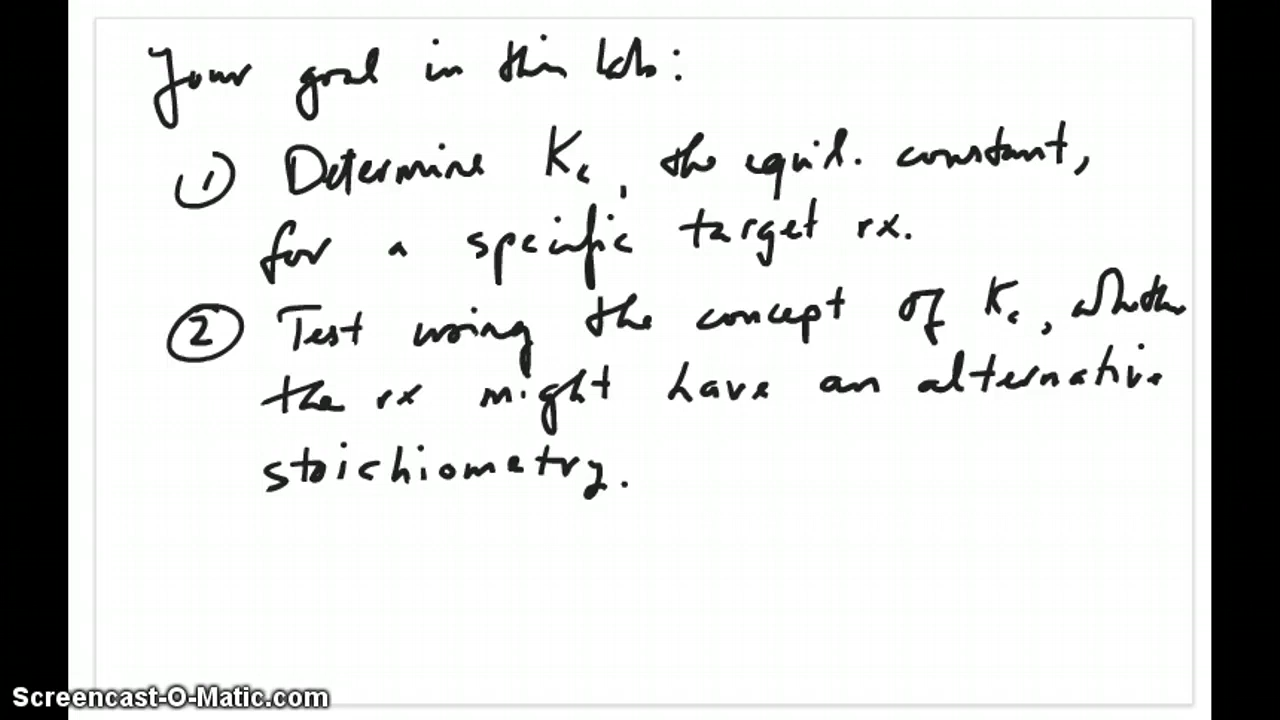 Your goal in this lab:
① Determine Kc, the equil. constant,
for a specific target rx.
② Test using the concept of Kc, whether
the rx might have an alternative
stoichiometry.
Screencast-O-Matic.com